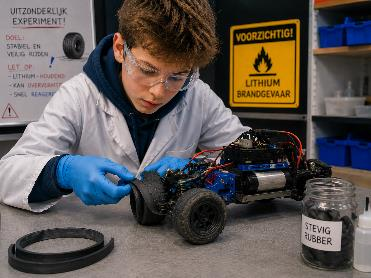 UITZONDERLIJK
EXPERIMENT!
DOEL:
STABIEL EN
VEILIG RIJDEN
LET OP:
- LITHIUM-HOUDEND
- KAN OVERVERHITTEN
- SNEL REAGEREN
VOORZICHTIG!
LITHIUM
BRANDGEVAAR
STEVIG
RUBBER